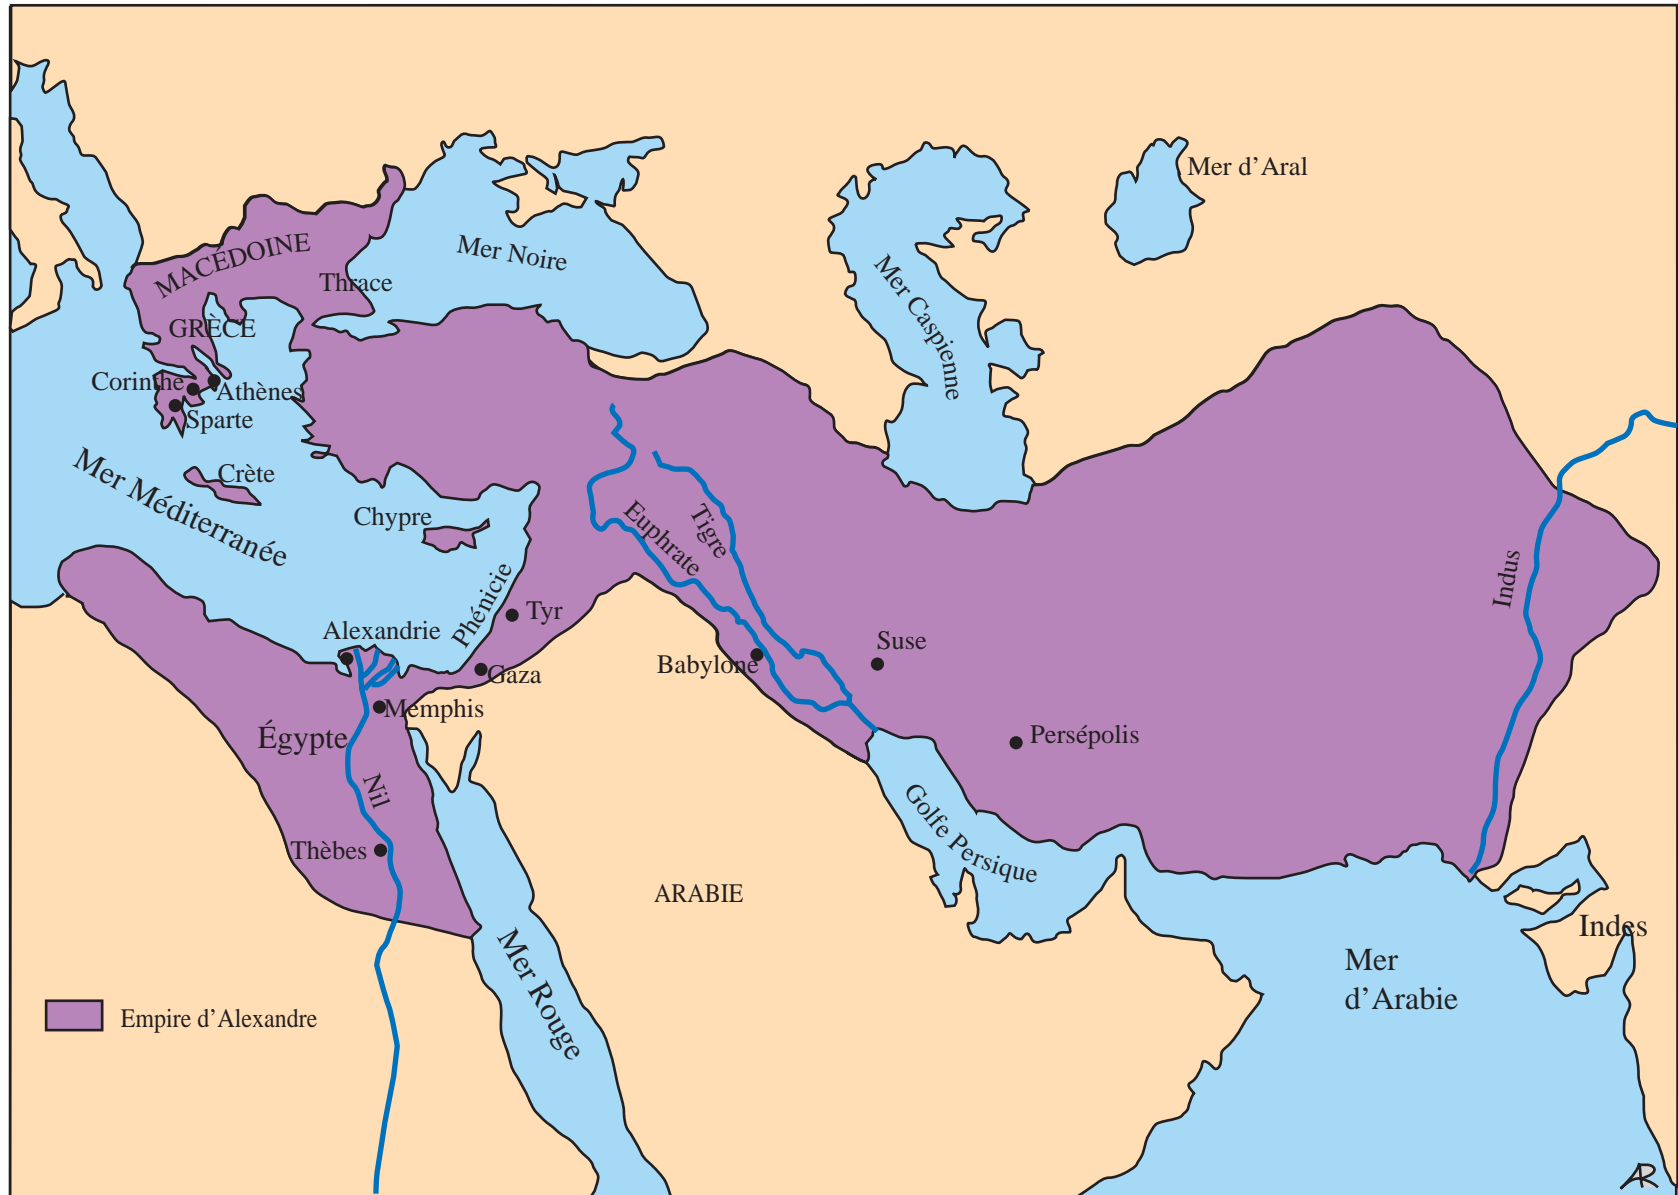 Mer d’Aral
MACÉDOINE
Mer Noire
Thrace
Mer Caspienne
GRÈCE
Corinthe
Athènes
Sparte
Crète
Mer Méditerranée
Chypre
Euphrate
Tigre
Indus
Phénicie
Tyr
Alexandrie
Suse
Babylone
Gaza
Memphis
Égypte
Persépolis
Nil
Golfe Persique
Thèbes
ARABIE
Indes
Mer Rouge
Mer
d’Arabie
Empire d’Alexandre
AR